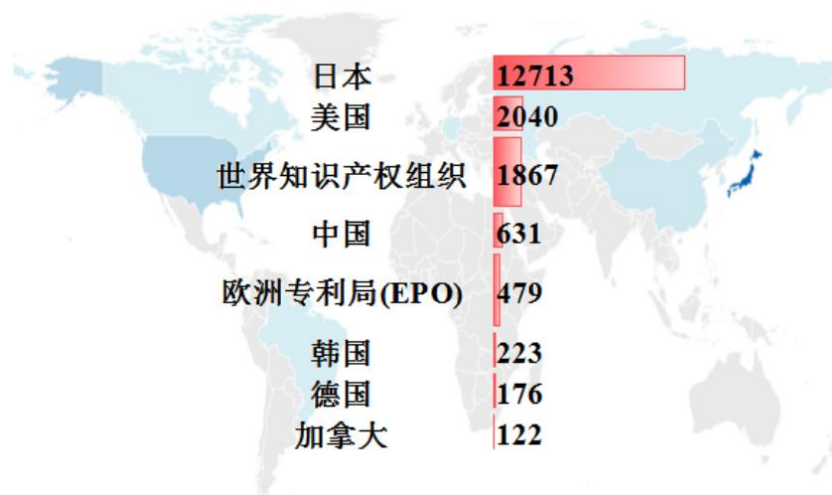 日本 12713
美国 2040
世界知识产权组织 1867
中国 631
欧洲专利局(EPO) 479
韩国 223
德国 176
加拿大 122